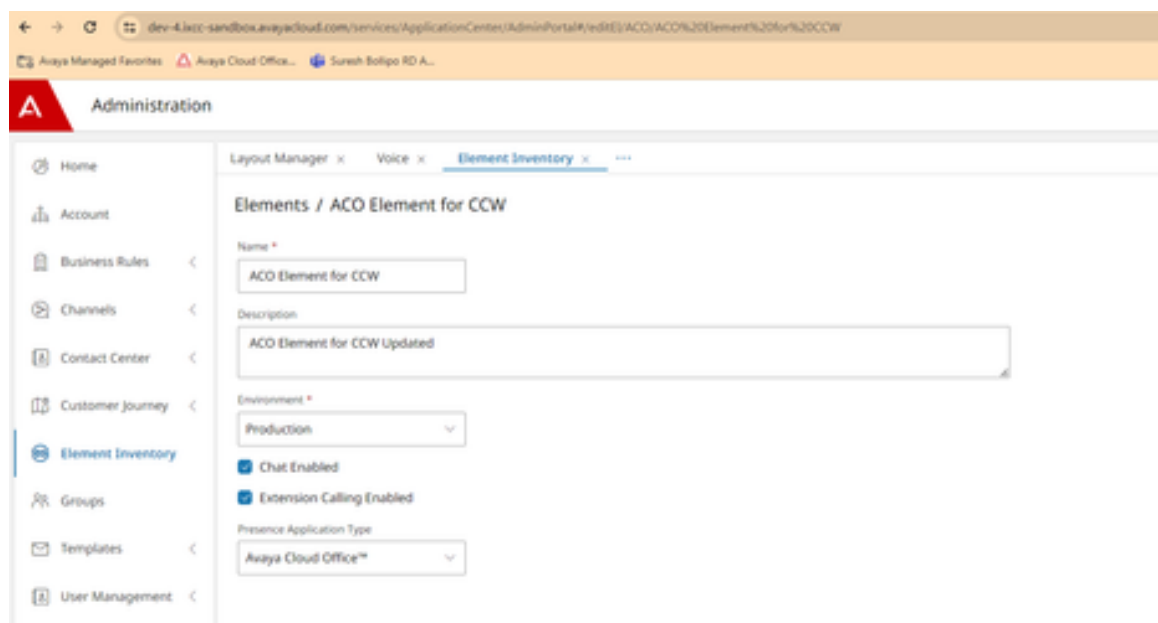 dev-4.ixcc-sandbox.avayacloud.com/services/ApplicationCenter/AdminPortal#/editEl/ACO/ACO%20Element%20for%20CCW
Avaya Managed Favorites Avaya Cloud Office... Suresh Bollipo RD A...
Administration
Home
Account
Business Rules
Channels
Contact Center
Customer Journey
Element Inventory
Groups
Templates
User Management
Layout Manager × Voice × Element Inventory × ...
Elements / ACO Element for CCW
Name *
ACO Element for CCW
Description
ACO Element for CCW Updated
Environment *
Production
Chat Enabled
Extension Calling Enabled
Presence Application Type
Avaya Cloud Office™